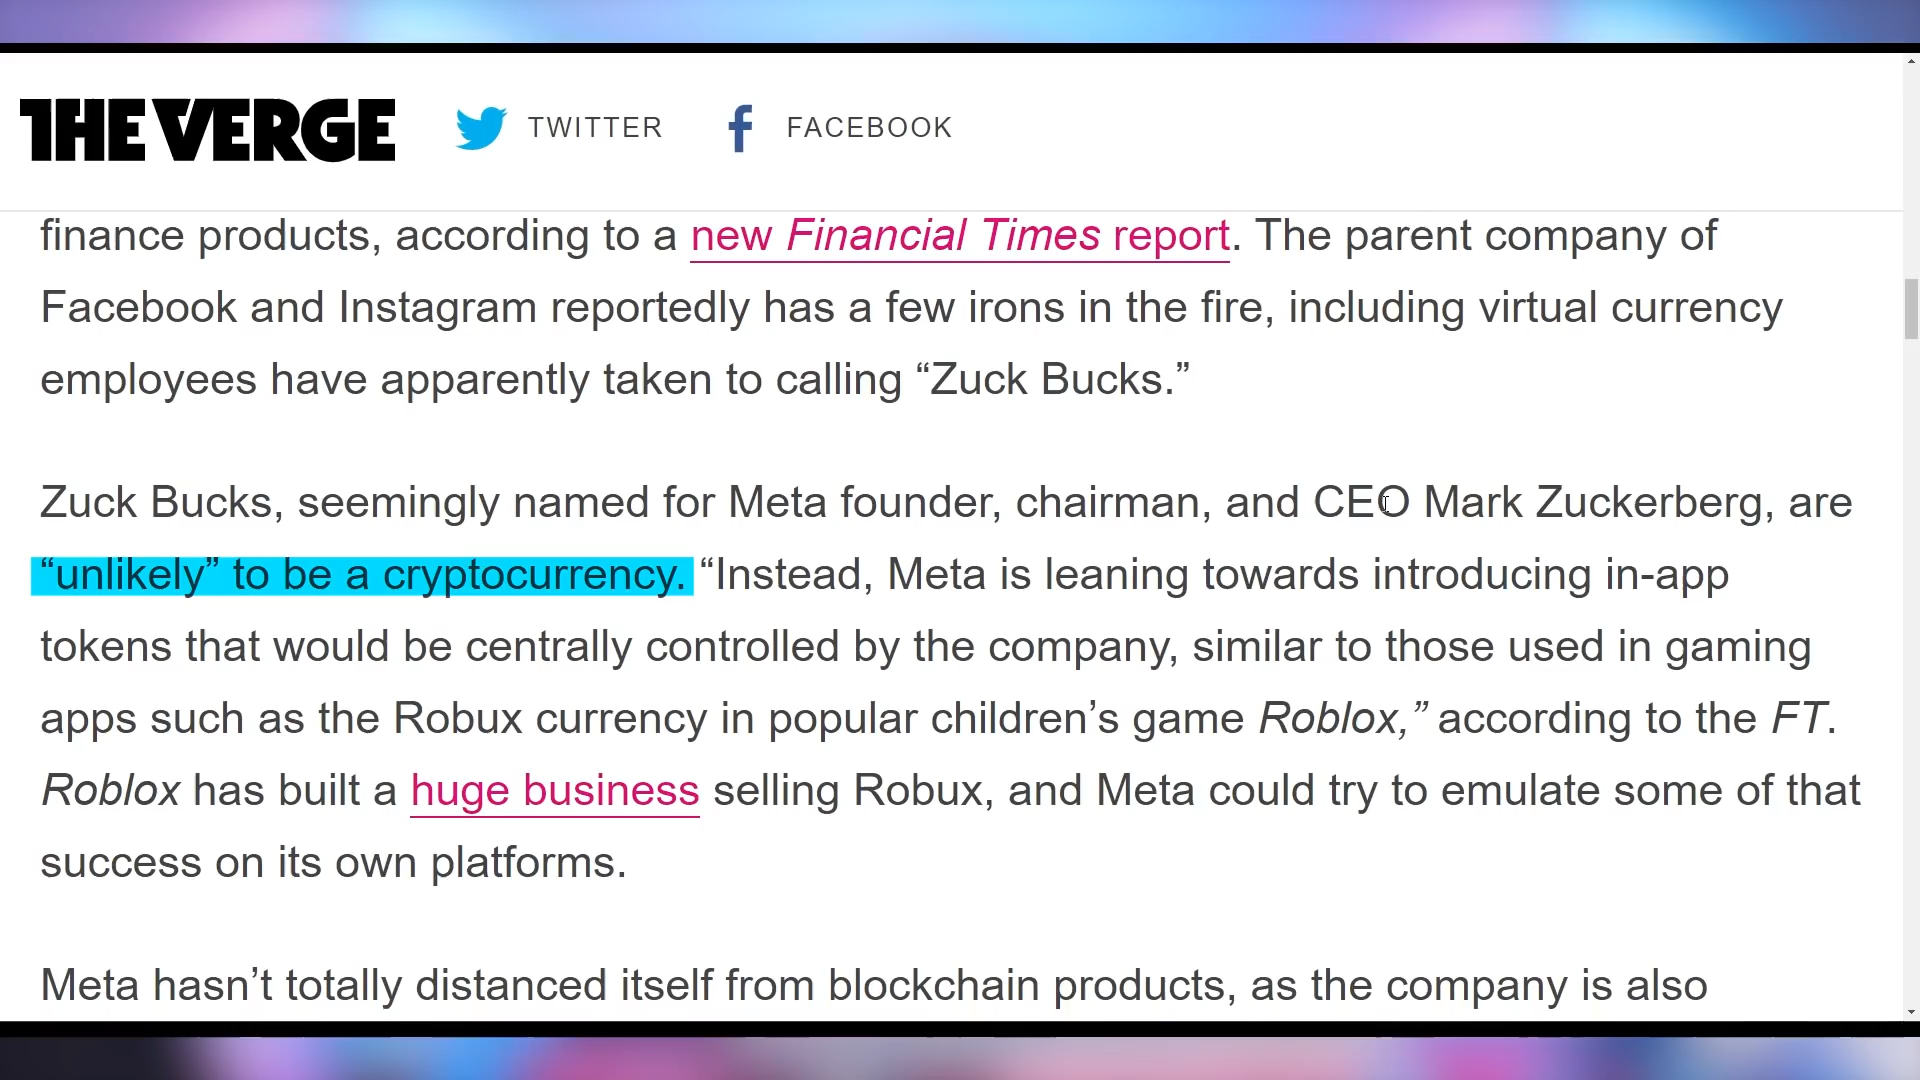 THE VERGE TWITTER FACEBOOK
finance products, according to a new Financial Times report. The parent company of
Facebook and Instagram reportedly has a few irons in the fire, including virtual currency
employees have apparently taken to calling “Zuck Bucks.”
Zuck Bucks, seemingly named for Meta founder, chairman, and CEO Mark Zuckerberg, are
“unlikely” to be a cryptocurrency. “Instead, Meta is leaning towards introducing in-app
tokens that would be centrally controlled by the company, similar to those used in gaming
apps such as the Robux currency in popular children’s game Roblox,” according to the FT.
Roblox has built a huge business selling Robux, and Meta could try to emulate some of that
success on its own platforms.
Meta hasn’t totally distanced itself from blockchain products, as the company is also